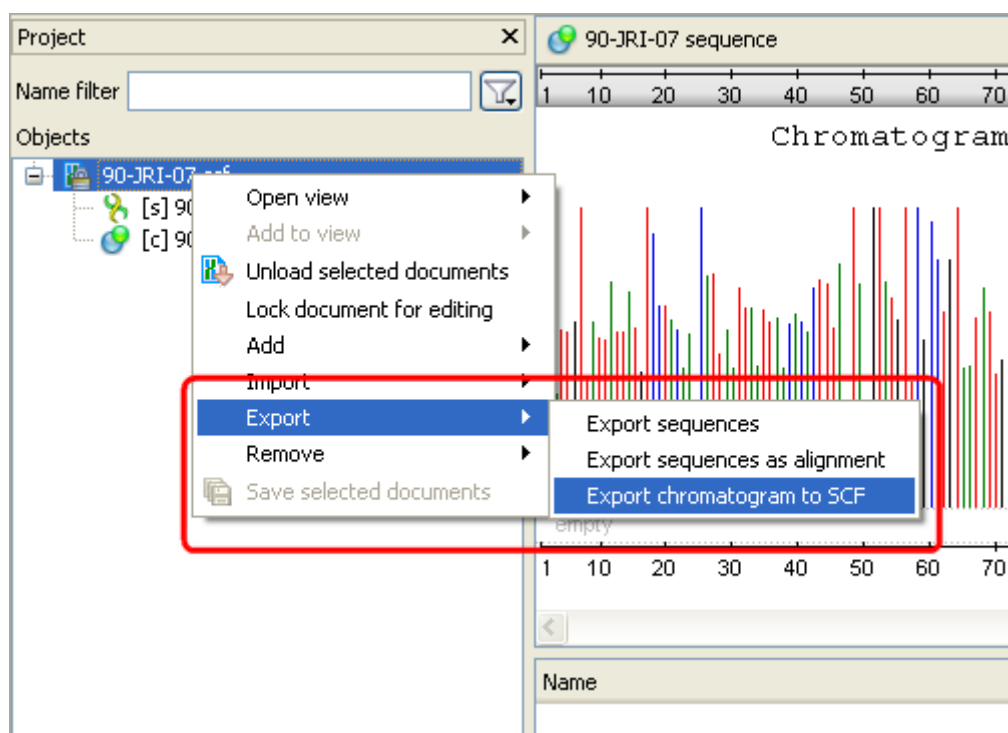 Project
90-JRI-07 sequence
Name filter
1 10 20 30 40 50 60 70
Objects
Chromatogram
90-JRI-07
[s] 90
[c] 90
Open view
Add to view
Unload selected documents
Lock document for editing
Add
Import
Export
Remove
Save selected documents
Export sequences
Export sequences as alignment
Export chromatogram to SCF
empty
1 10 20 30 40 50 60 70
Name